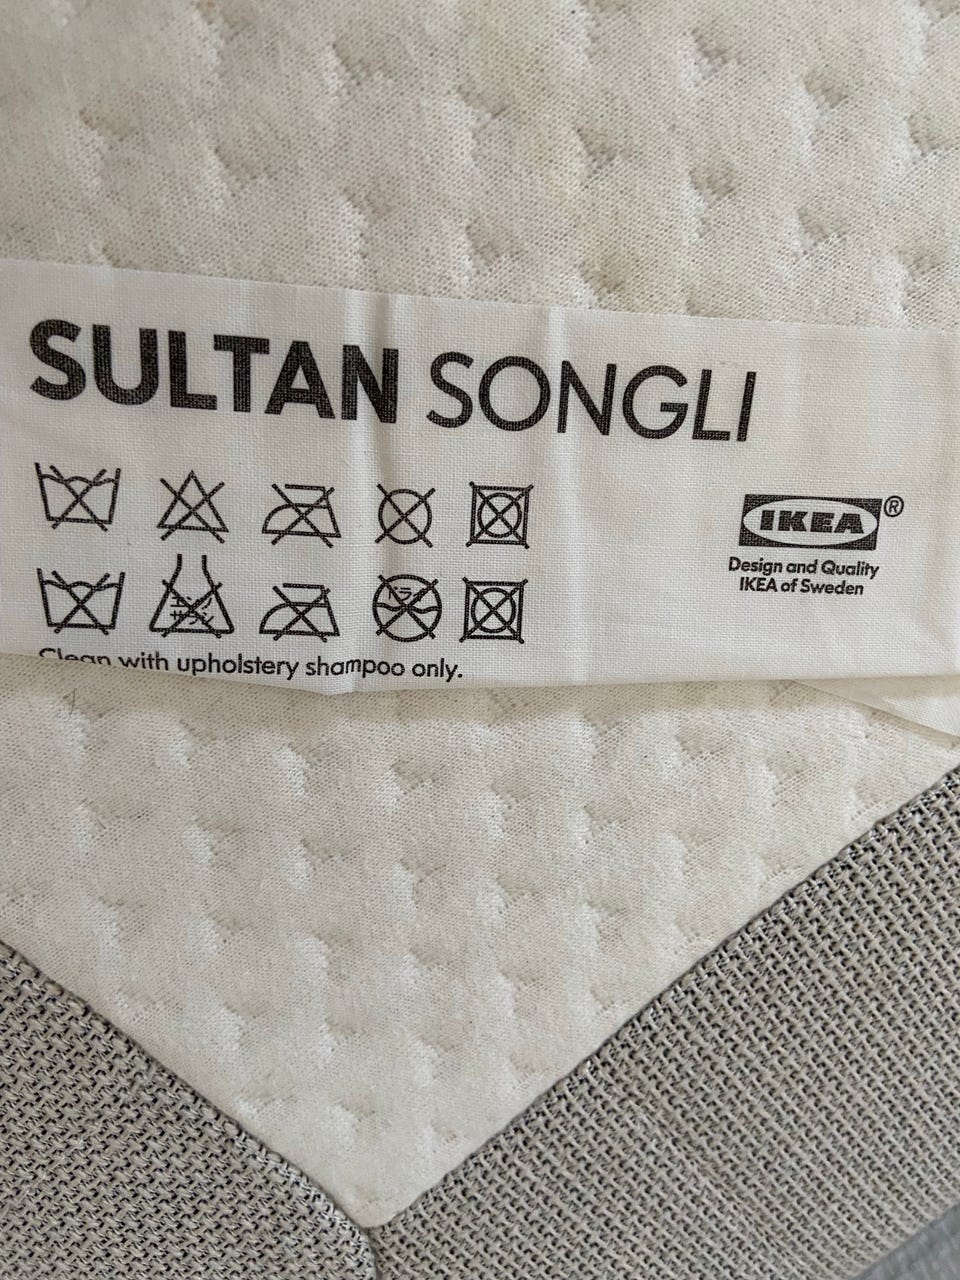 SULTAN SONGLI
IKEA®
Design and Quality
IKEA of Sweden
Clean with upholstery shampoo only.